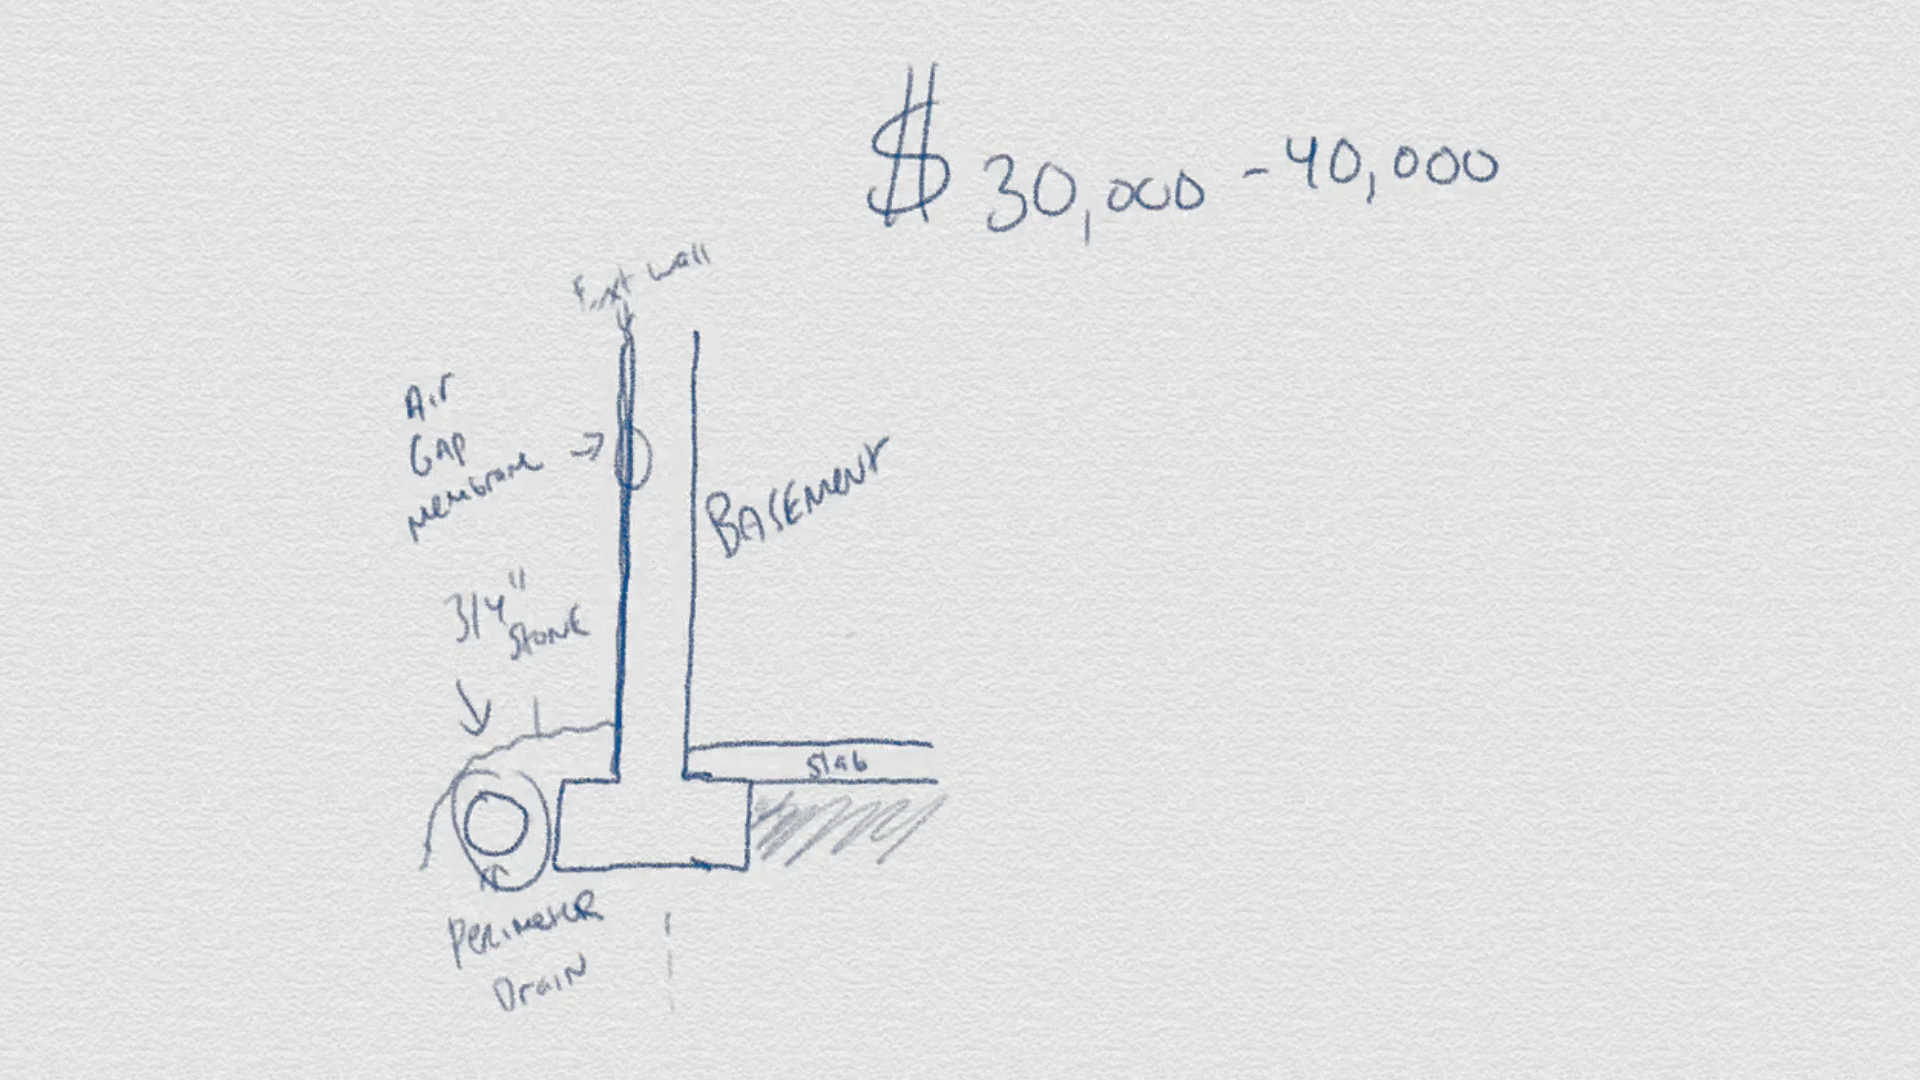 $ 30,000 - 40,000
Ext wall
Air
GAP
membrane
BASEMENT
3/4"
STONE
slab
Perimeter
Drain